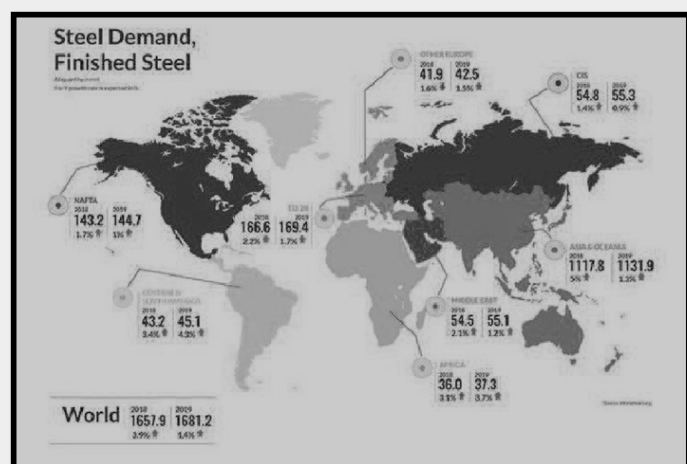 Steel Demand,
Finished Steel
OTHER EUROPE
2018 2019
41.9 42.5
1.6% 1.5%
CIS
2018 2019
54.8 55.3
1.4% 0.9%
NAFTA
2018 2019
143.2 144.7
1.7% 1%
EU 28
2018 2019
166.6 169.4
2.2% 1.7%
ASIA & OCEANIA
2018 2019
1117.8 1131.9
5% 1.3%
CENTRAL &
SOUTH AMERICA
2018 2019
43.2 45.1
3.4% 4.3%
MIDDLE EAST
2018 2019
54.5 55.1
2.1% 1.2%
AFRICA
2018 2019
36.0 37.3
3.1% 3.7%
World 2018 2019
1657.9 1681.2
3.9% 1.4%